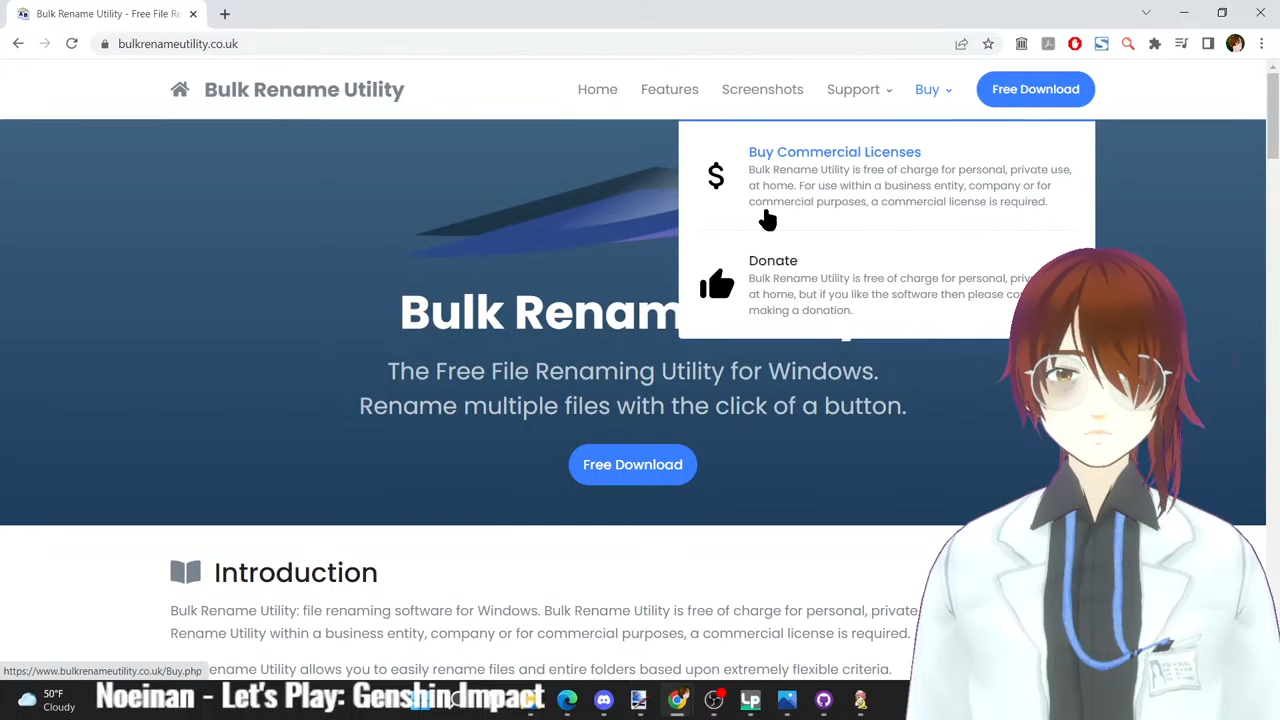 Bulk Rename Utility - Free File Re
bulkrenameutility.co.uk
Bulk Rename Utility
Home
Features
Screenshots
Support
Buy
Free Download
Buy Commercial Licenses
Bulk Rename Utility is free of charge for personal, private use,
at home. For use within a business entity, company or for
commercial purposes, a commercial license is required.
Donate
Bulk Rename Utility is free of charge for personal,
at home, but if you like the software then please
making a donation.
Bulk Renam
The Free File Renaming Utility for Windows.
Rename multiple files with the click of a button.
Free Download
Introduction
Bulk Rename Utility: file renaming software for Windows. Bulk Rename Utility is free of charge for personal, private
Rename Utility within a business entity, company or for commercial purposes, a commercial license is required.
ename Utility allows you to easily rename files and entire folders based upon extremely flexible criteria.
https://www.bulkrenameutility.co.uk/Buy.php
50°F
Cloudy
Noeinan - Let's Play: Genshin Impact